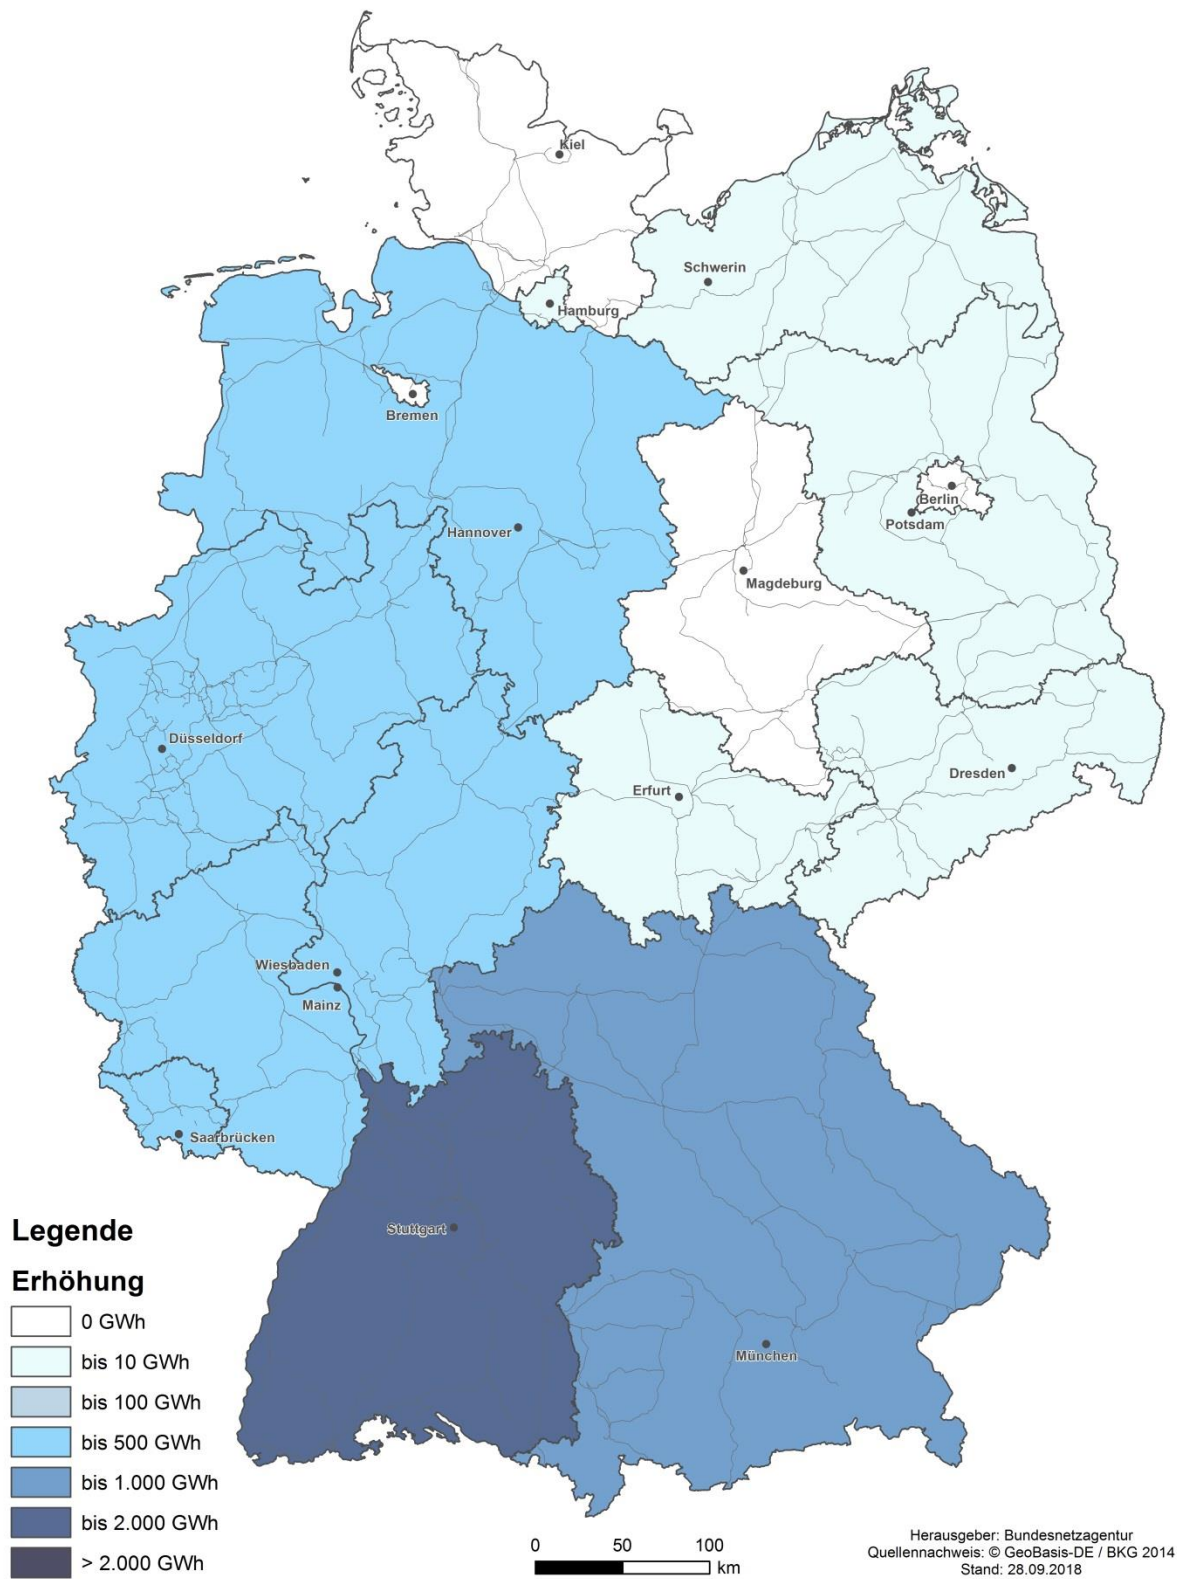 Kiel
Schwerin
Hamburg
Bremen
Berlin
Potsdam
Hannover
Magdeburg
Düsseldorf
Dresden
Erfurt
Wiesbaden
Mainz
Saarbrücken
Stuttgart
München
Legende
Erhöhung
0 GWh
bis 10 GWh
bis 100 GWh
bis 500 GWh
bis 1.000 GWh
bis 2.000 GWh
> 2.000 GWh
0 50 100
km
Herausgeber: Bundesnetzagentur
Quellennachweis: © GeoBasis-DE / BKG 2014
Stand: 28.09.2018